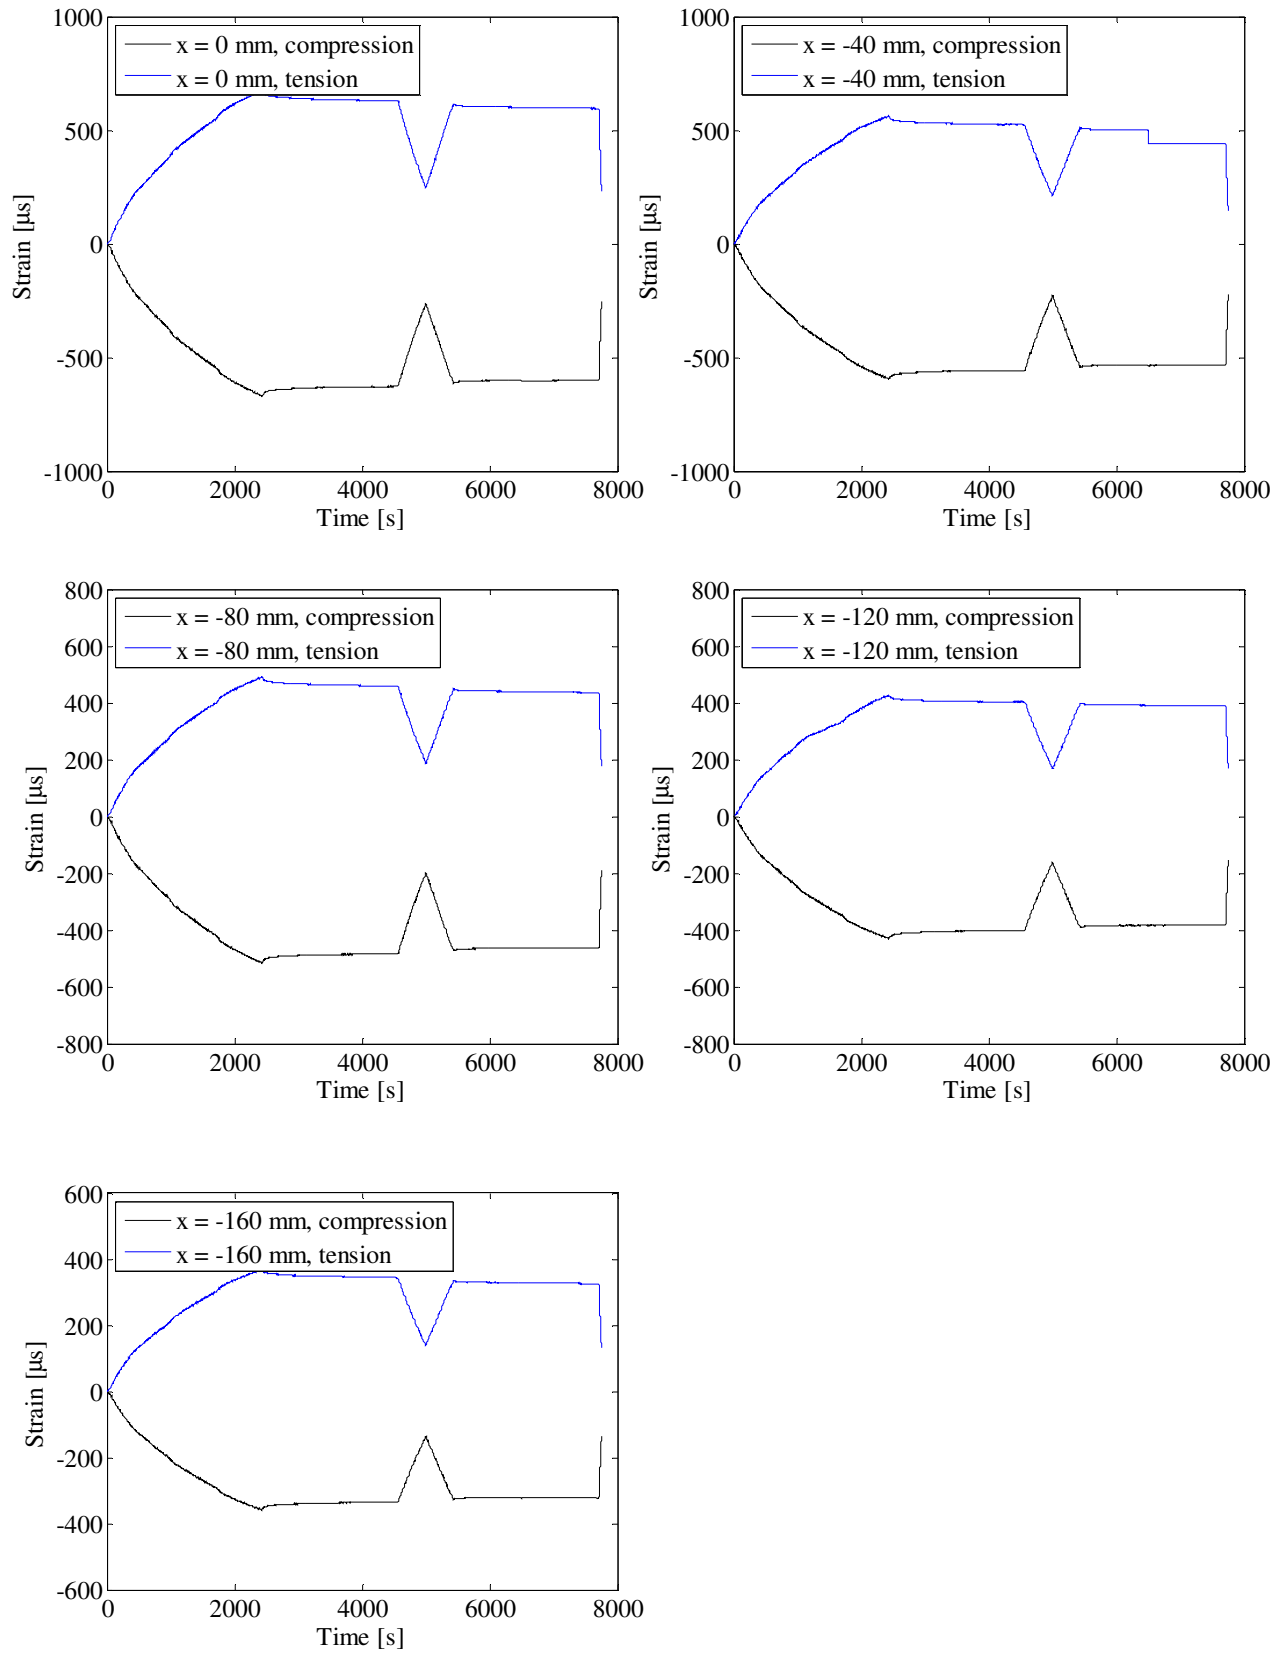 1000
500
0
-500
-1000
Strain [µs]
x = 0 mm, compression
x = 0 mm, tension
0 2000 4000 6000 8000
Time [s]
1000
500
0
-500
-1000
Strain [µs]
x = -40 mm, compression
x = -40 mm, tension
0 2000 4000 6000 8000
Time [s]
800
600
400
200
0
-200
-400
-600
-800
Strain [µs]
x = -80 mm, compression
x = -80 mm, tension
0 2000 4000 6000 8000
Time [s]
800
600
400
200
0
-200
-400
-600
-800
Strain [µs]
x = -120 mm, compression
x = -120 mm, tension
0 2000 4000 6000 8000
Time [s]
600
400
200
0
-200
-400
-600
Strain [µs]
x = -160 mm, compression
x = -160 mm, tension
0 2000 4000 6000 8000
Time [s]